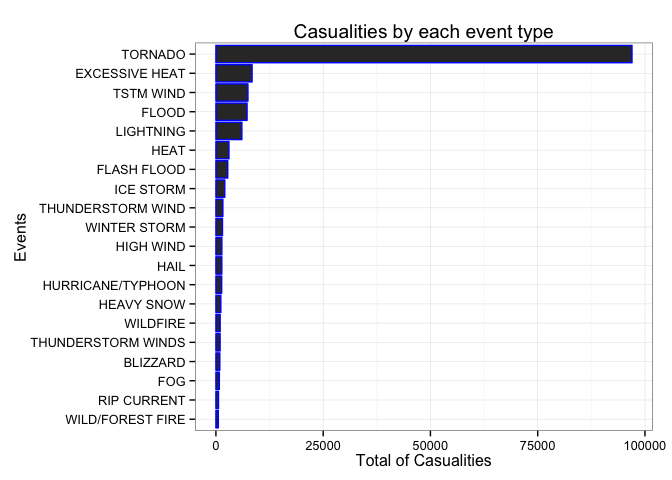 Casualities by each event type
Events
TORNADO
EXCESSIVE HEAT
TSTM WIND
FLOOD
LIGHTNING
HEAT
FLASH FLOOD
ICE STORM
THUNDERSTORM WIND
WINTER STORM
HIGH WIND
HAIL
HURRICANE/TYPHOON
HEAVY SNOW
WILDFIRE
THUNDERSTORM WINDS
BLIZZARD
FOG
RIP CURRENT
WILD/FOREST FIRE
0 25000 50000 75000 100000
Total of Casualities